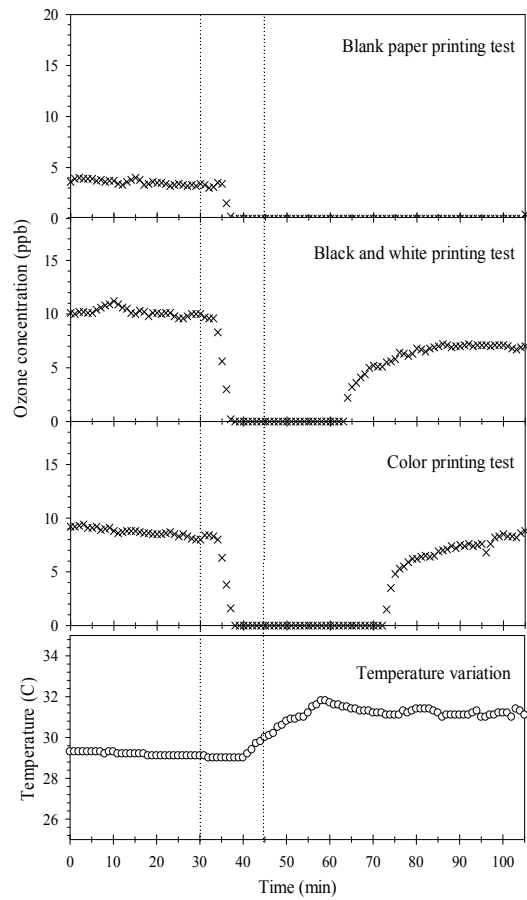 20
Blank paper printing test
15
10
5
0
Ozone concentration (ppb)
Black and white printing test
15
10
5
0
Color printing test
15
10
5
0
Temperature (C)
Temperature variation
34
32
30
28
26
0 10 20 30 40 50 60 70 80 90 100
Time (min)